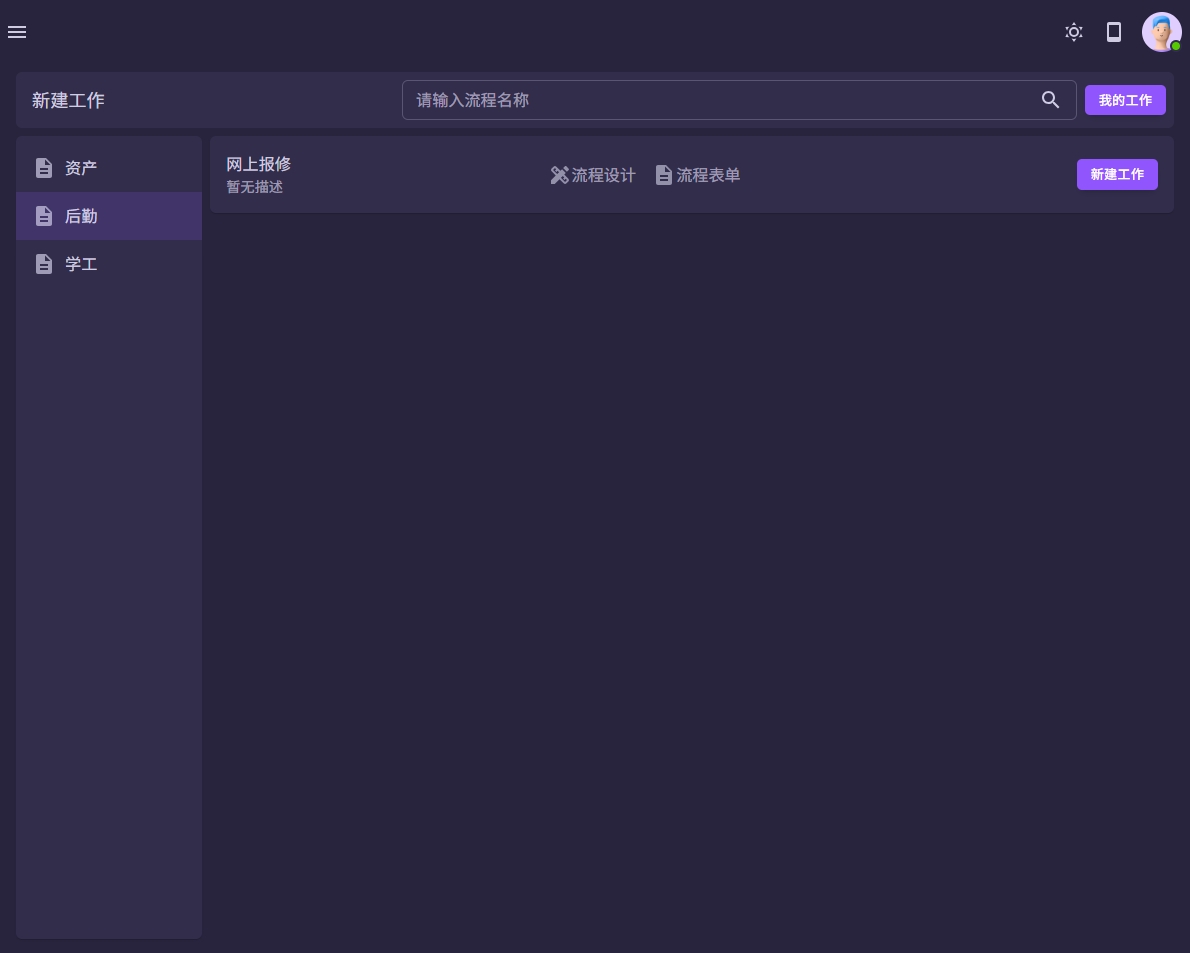 新建工作
请输入流程名称
我的工作
资产
后勤
学工
网上报修
暂无描述
流程设计
流程表单
新建工作